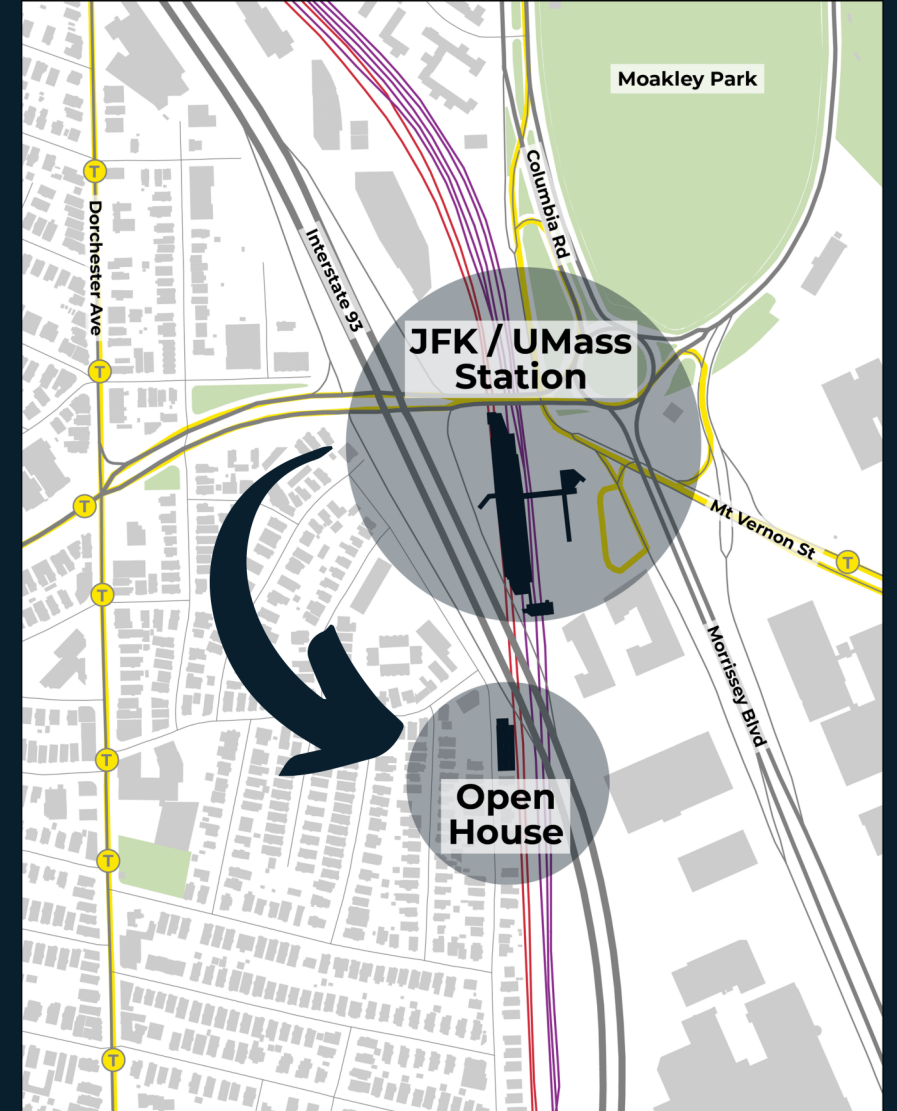 Moakley Park
Columbia Rd
T
Dorchester Ave
Interstate 93
JFK / UMass
Station
T
T
Mt Vernon St
T
T
Morrissey Blvd
T
Open
House
T
T